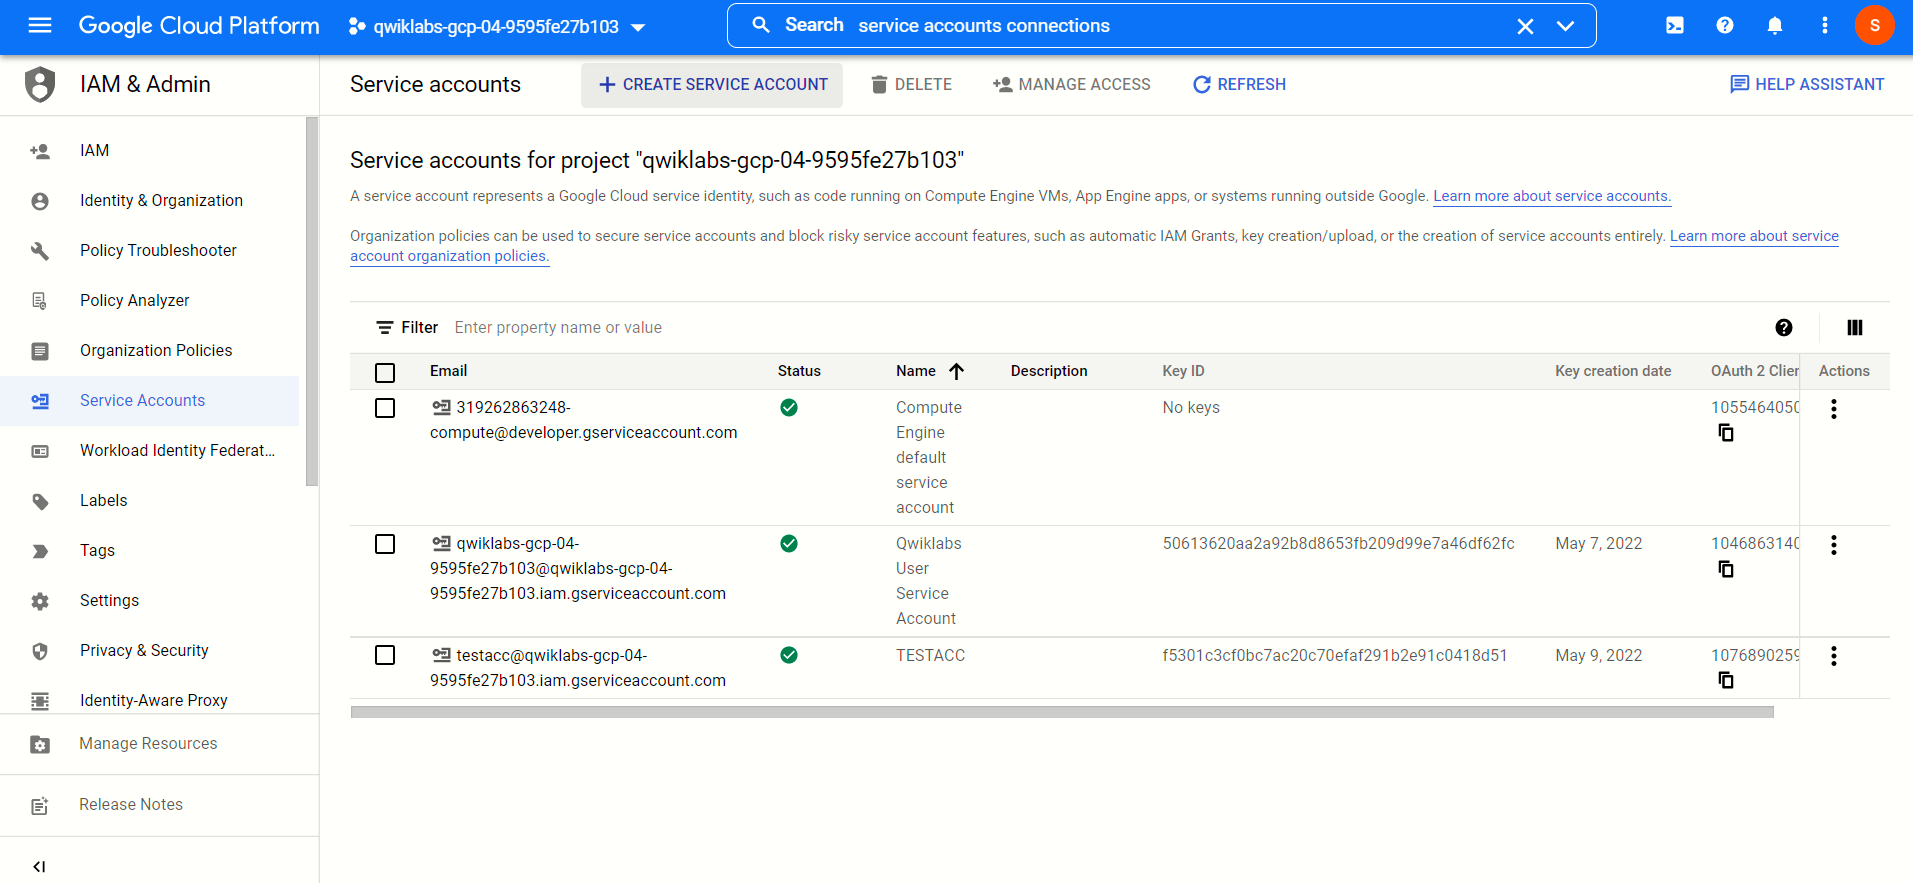 Google Cloud Platform
qwiklabs-gcp-04-9595fe27b103
Search service accounts connections
S
IAM & Admin
IAM
Identity & Organization
Policy Troubleshooter
Policy Analyzer
Organization Policies
Service Accounts
Workload Identity Federat...
Labels
Tags
Settings
Privacy & Security
Identity-Aware Proxy
Manage Resources
Release Notes
Service accounts
CREATE SERVICE ACCOUNT
DELETE
MANAGE ACCESS
REFRESH
HELP ASSISTANT
Service accounts for project "qwiklabs-gcp-04-9595fe27b103"
A service account represents a Google Cloud service identity, such as code running on Compute Engine VMs, App Engine apps, or systems running outside Google. Learn more about service accounts.
Organization policies can be used to secure service accounts and block risky service account features, such as automatic IAM Grants, key creation/upload, or the creation of service accounts entirely. Learn more about service
account organization policies.
Filter Enter property name or value
Email Status Name Description Key ID Key creation date OAuth 2 Clien Actions
319262863248-
compute@developer.gserviceaccount.com
Compute
Engine
default
service
account
No keys
1055464050
qwiklabs-gcp-04-
9595fe27b103@qwiklabs-gcp-04-
9595fe27b103.iam.gserviceaccount.com
Qwiklabs
User
Service
Account
50613620aa2a92b8d8653fb209d99e7a46df62fc
May 7, 2022
1046863140
testacc@qwiklabs-gcp-04-
9595fe27b103.iam.gserviceaccount.com
TESTACC
f5301c3cf0bc7ac20c70efaf291b2e91c0418d51
May 9, 2022
1076890259